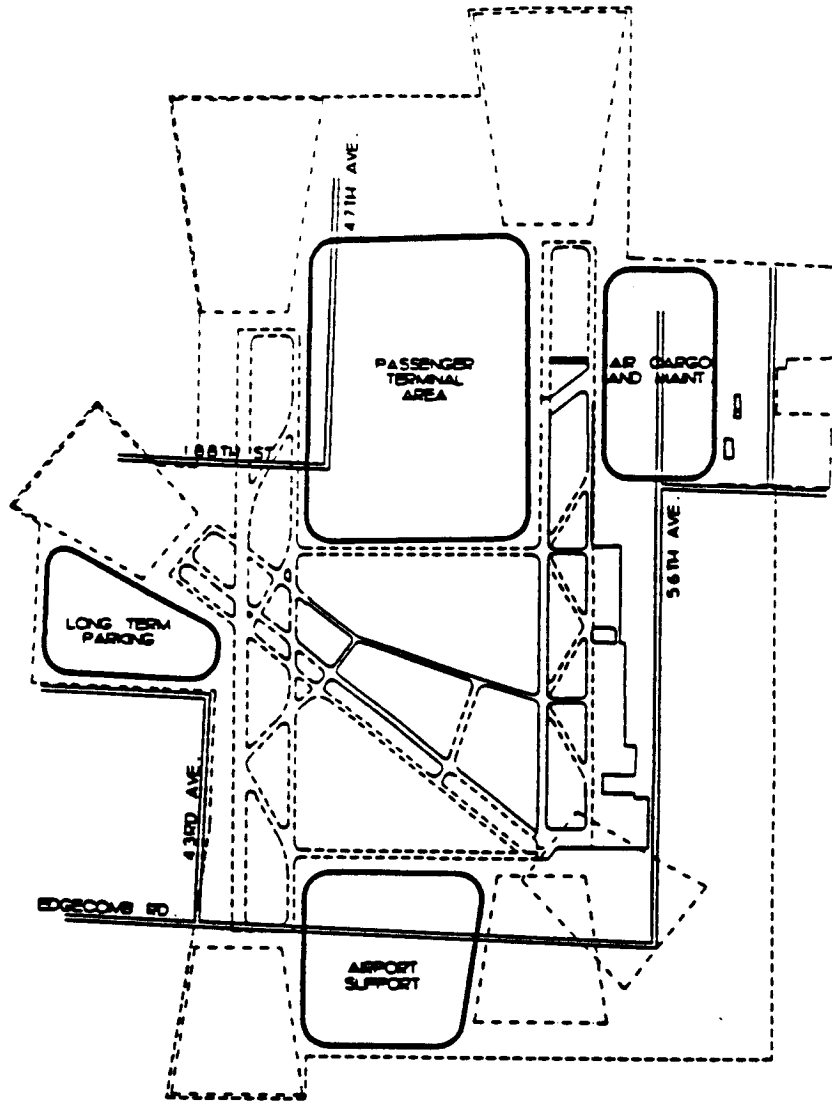 47TH AVE.
PASSENGER
TERMINAL
AREA
AIR CARGO
AND MAINT
188TH ST
56TH AVE.
LONG TERM
PARKING
43RD AVE.
EDGECOMB RD
AIRPORT
SUPPORT